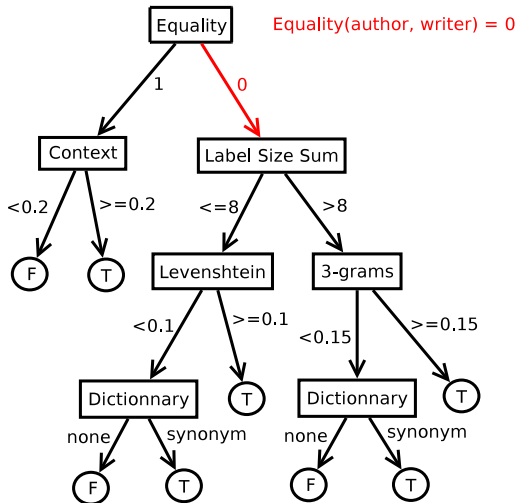 Equality
Equality(author, writer) = 0
1
0
Context
Label Size Sum
<0.2
>=0.2
<=8
>8
F
T
Levenshtein
3-grams
<0.1
>=0.1
<0.15
>=0.15
Dictionnary
T
Dictionnary
T
none
synonym
none
synonym
F
T
F
T